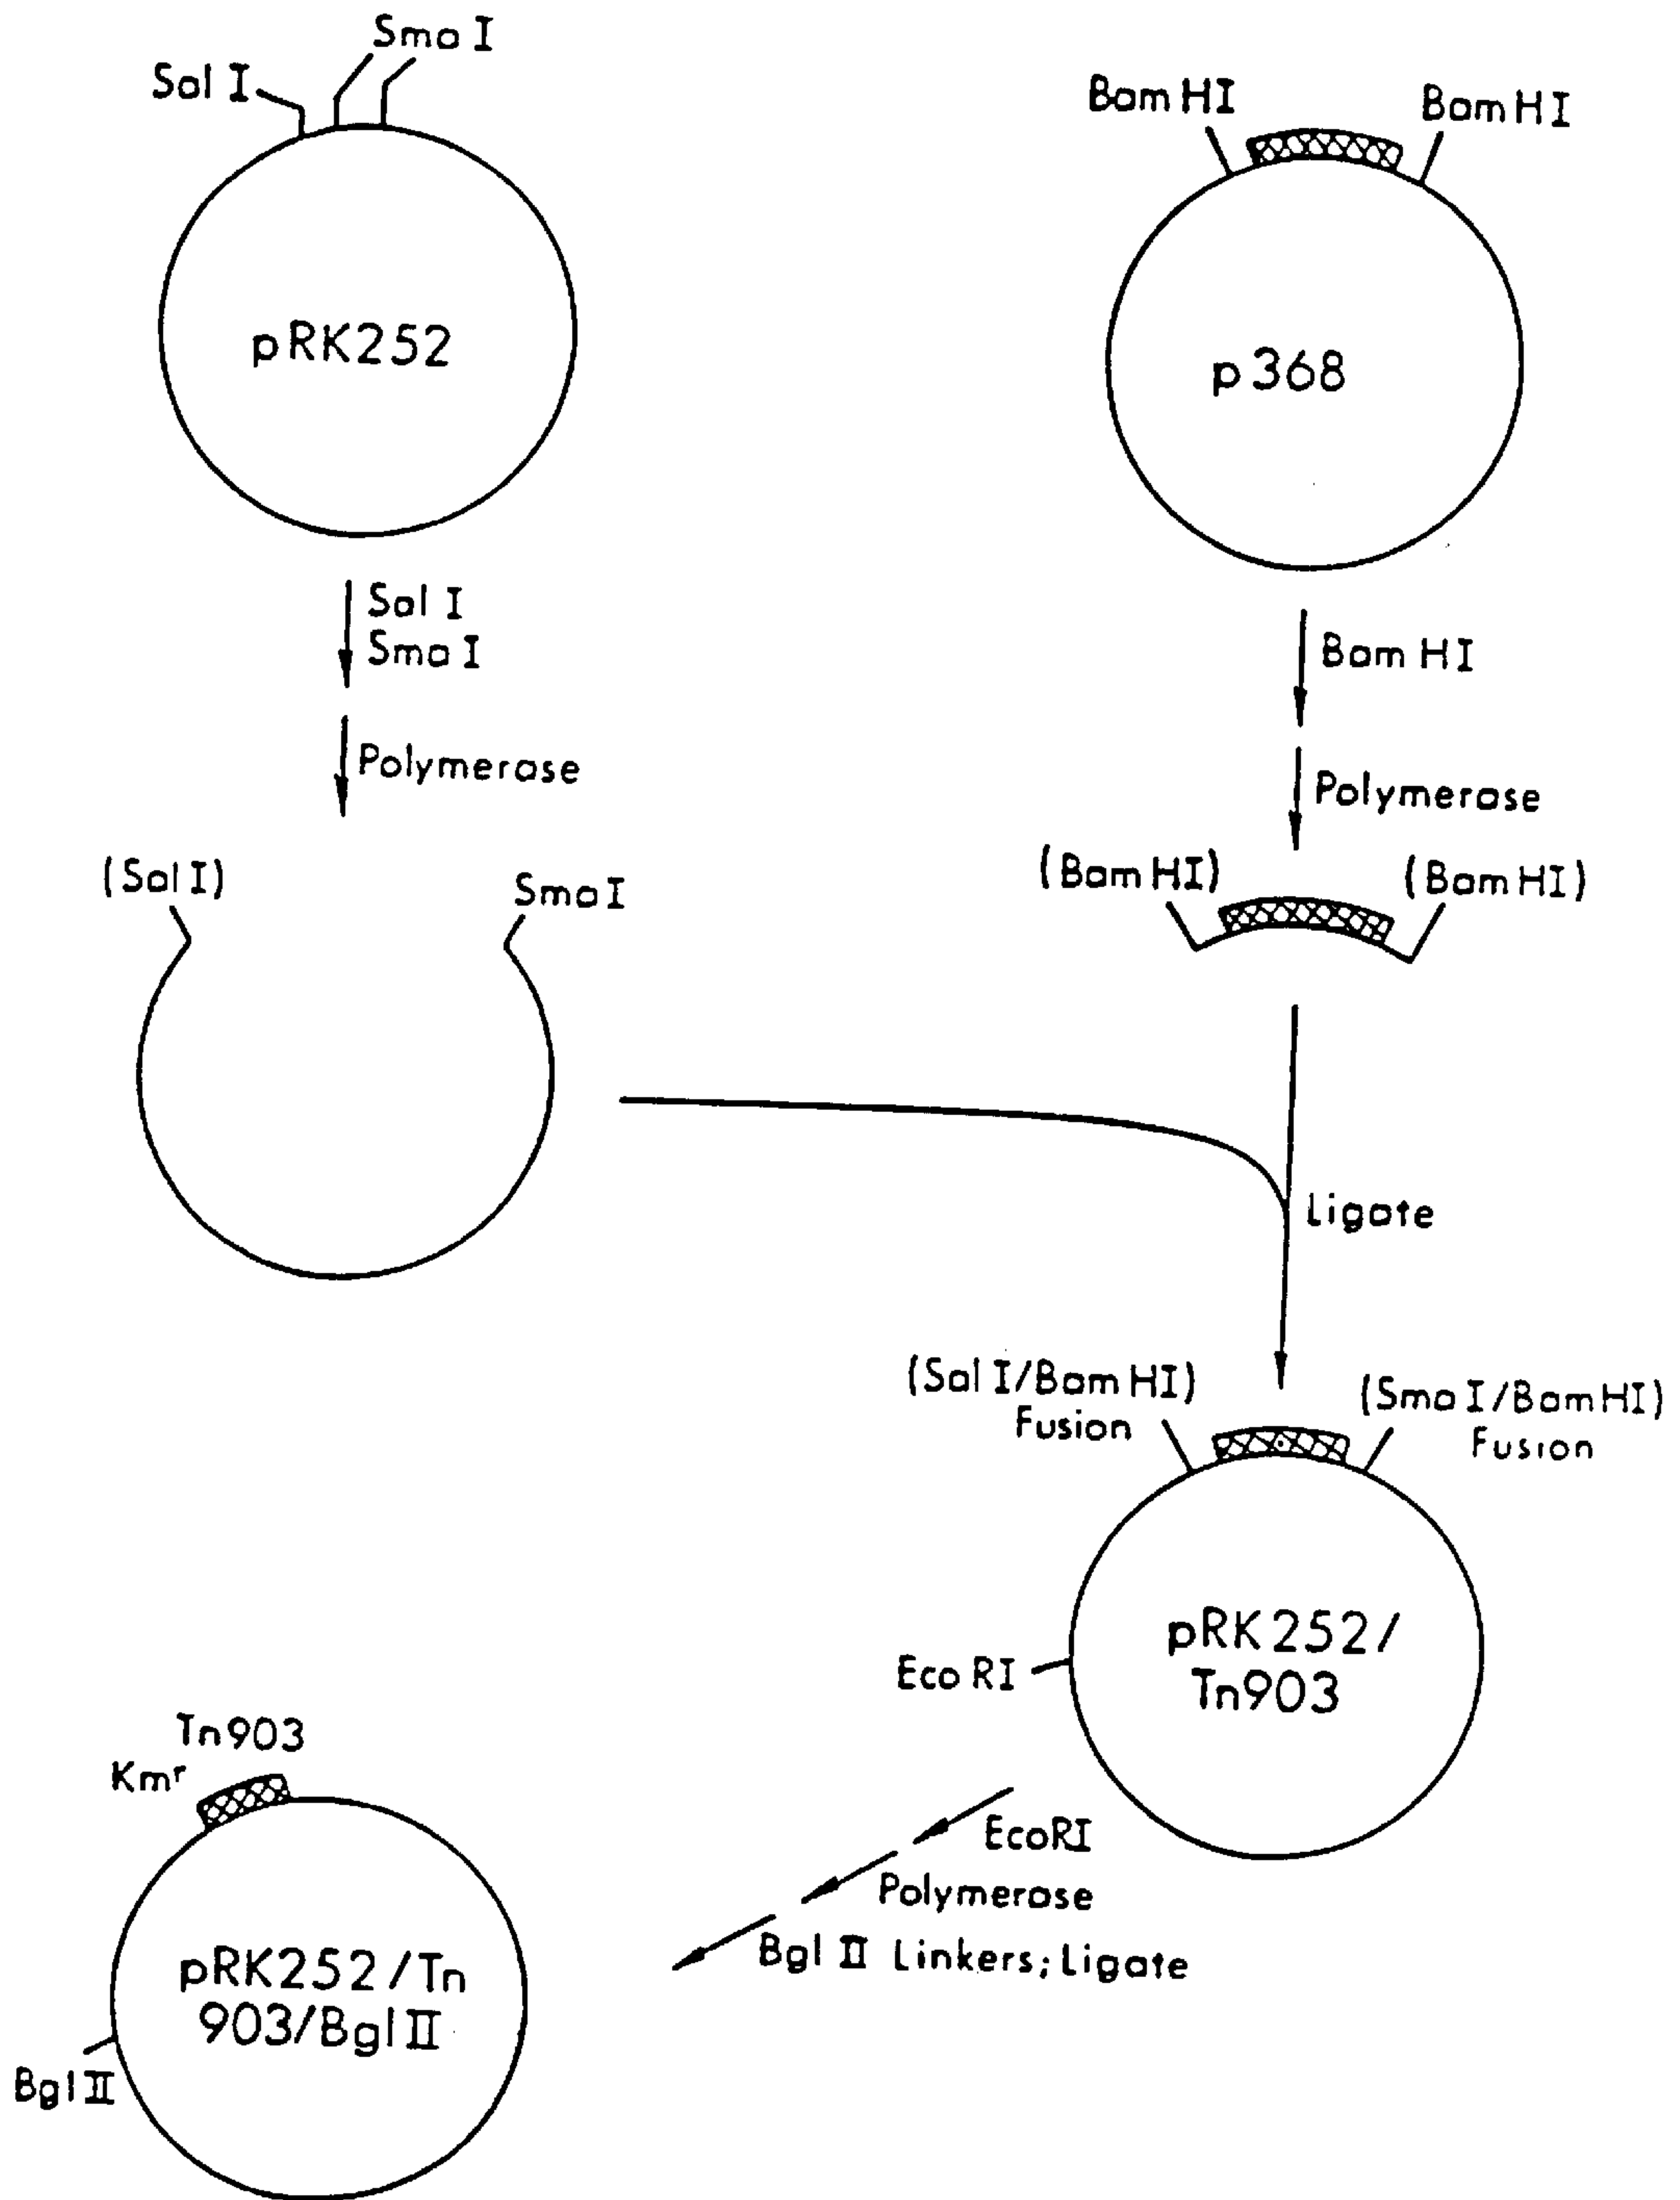 Sma I
Sal I
Bam HI
Bam HI
pRK252
p368
Sal I
Sma I
Bam HI
Polymerase
Polymerase
(Sal I)
Sma I
(Bam HI)
(Bam HI)
Ligate
(Sal I/Bam HI)
Fusion
(Sma I/Bam HI)
Fusion
pRK252/
Tn903
Eco RI
Tn903
Kmʳ
EcoRI
Polymerase
Bgl II Linkers; Ligate
pRK252/Tn
903/Bgl II
Bgl II